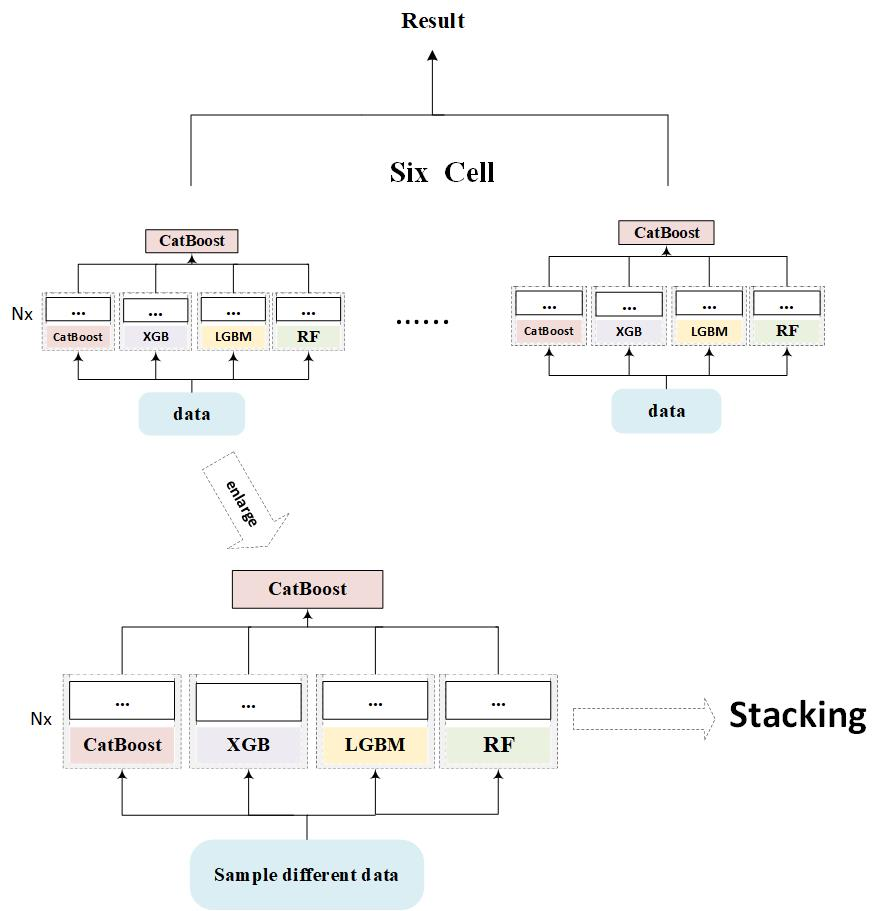 Result
Six Cell
CatBoost
CatBoost
Nx
...
...
...
...
CatBoost
XGB
LGBM
RF
......
...
...
...
...
CatBoost
XGB
LGBM
RF
data
data
enlarge
CatBoost
Nx
...
...
...
...
CatBoost
XGB
LGBM
RF
Stacking
Sample different data